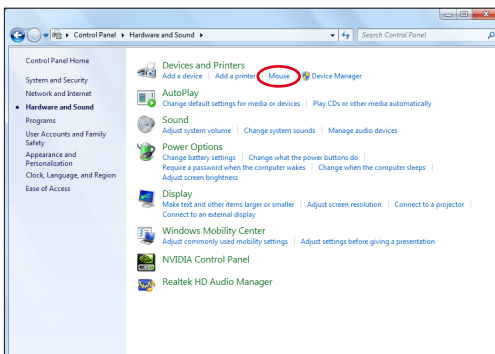 Control Panel Hardware and Sound Search Control Panel
Control Panel Home
System and Security
Network and Internet
Hardware and Sound
Programs
User Accounts and Family
Safety
Appearance and
Personalization
Clock, Language, and Region
Ease of Access
Devices and Printers
Add a device Add a printer Mouse Device Manager
AutoPlay
Change default settings for media or devices Play CDs or other media automatically
Sound
Adjust system volume Change system sounds Manage audio devices
Power Options
Change battery settings Change what the power buttons do
Require a password when the computer wakes Change when the computer sleeps
Adjust screen brightness
Display
Make text and other items larger or smaller Adjust screen resolution Connect to a projector
Connect to an external display
Windows Mobility Center
Adjust commonly used mobility settings Adjust settings before giving a presentation
NVIDIA Control Panel
Realtek HD Audio Manager